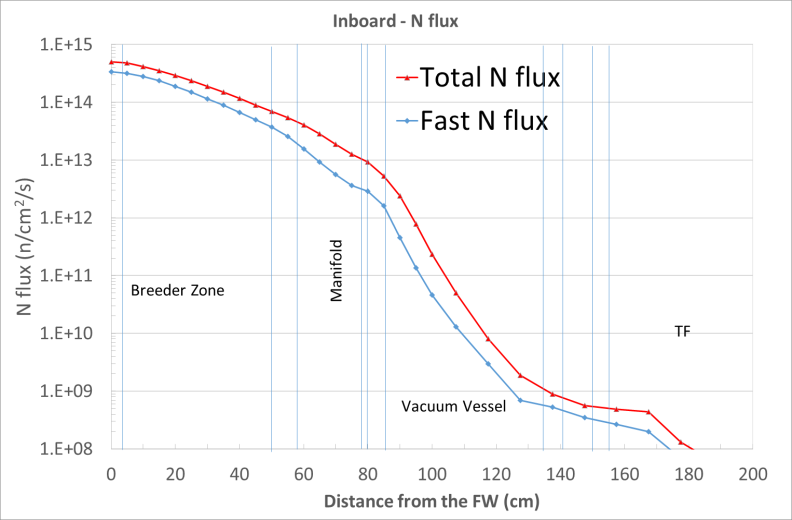 Inboard - N flux
1.E+15
1.E+14
1.E+13
1.E+12
1.E+11
1.E+10
1.E+09
1.E+08
N flux (n/cm²/s)
Total N flux
Fast N flux
Breeder Zone
Manifold
Vacuum Vessel
TF
0 20 40 60 80 100 120 140 160 180 200
Distance from the FW (cm)